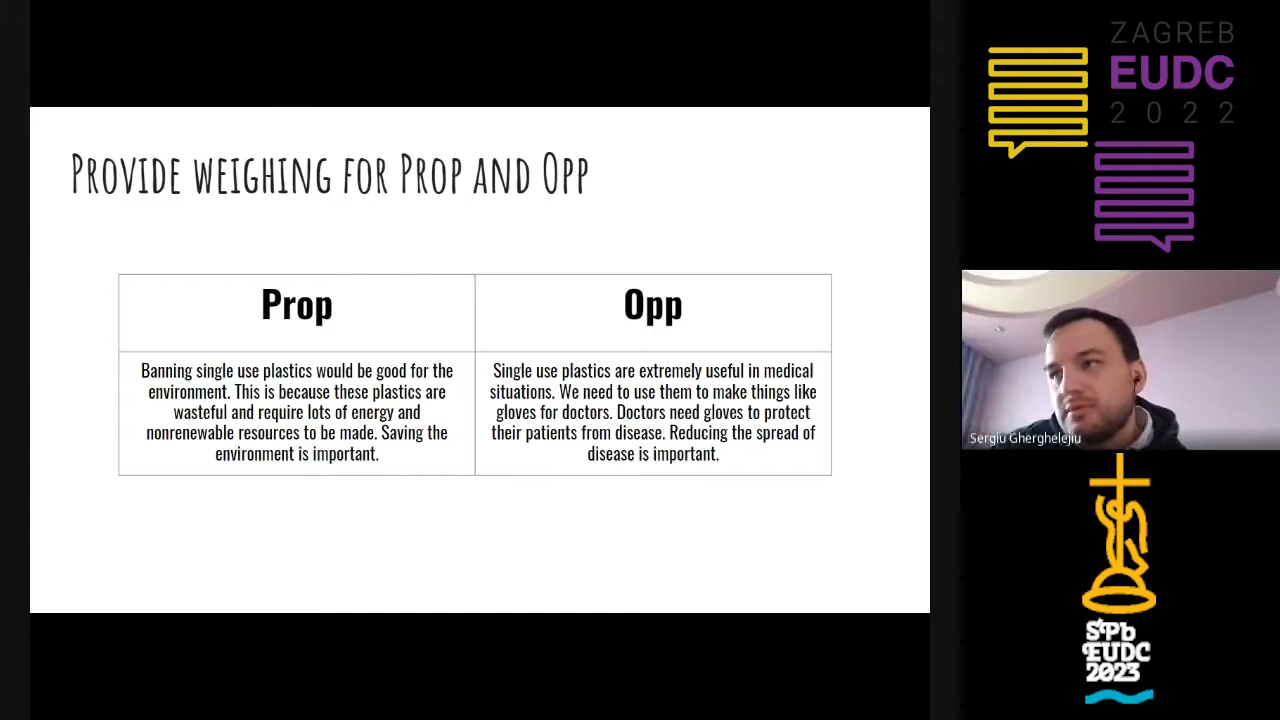 PROVIDE WEIGHING FOR PROP AND OPP
Prop
Opp
Banning single use plastics would be good for the
environment. This is because these plastics are
wasteful and require lots of energy and
nonrenewable resources to be made. Saving the
environment is important.
Single use plastics are extremely useful in medical
situations. We need to use them to make things like
gloves for doctors. Doctors need gloves to protect
their patients from disease. Reducing the spread of
disease is important.
ZAGREB
EUDC
2022
Sergiu Gherghelejiu
SPb
EUDC
2023